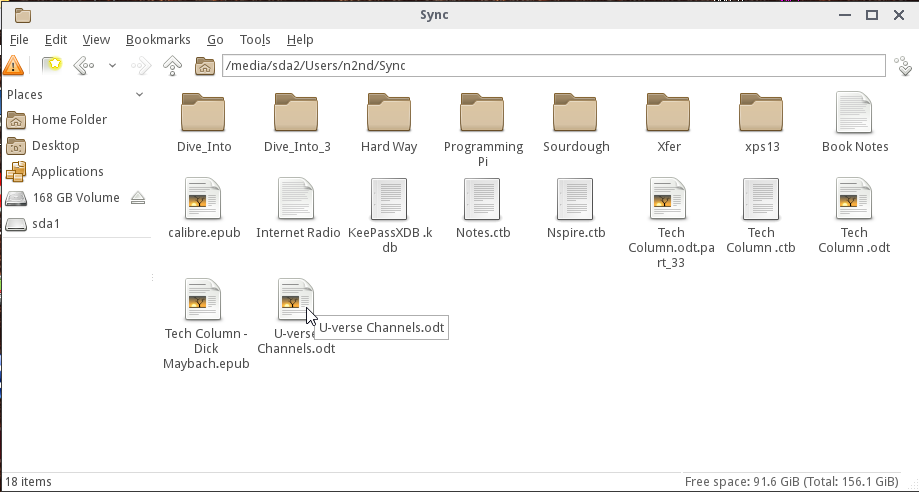 Sync
File Edit View Bookmarks Go Tools Help
/media/sda2/Users/n2nd/Sync
Places
Home Folder
Desktop
Applications
168 GB Volume
sda1
Dive_Into
Dive_Into_3
Hard Way
Programming
Pi
Sourdough
Xfer
xps13
Book Notes
calibre.epub
Internet Radio
KeePassXDB .k
db
Notes.ctb
Nspire.ctb
Tech
Column.odt.pa
rt_33
Tech
Column .ctb
Tech
Column .odt
Tech Column -
Dick
Maybach.epub
U-verse
Channels.odt
U-verse Channels.odt
18 items
Free space: 91.6 GiB (Total: 156.1 GiB)